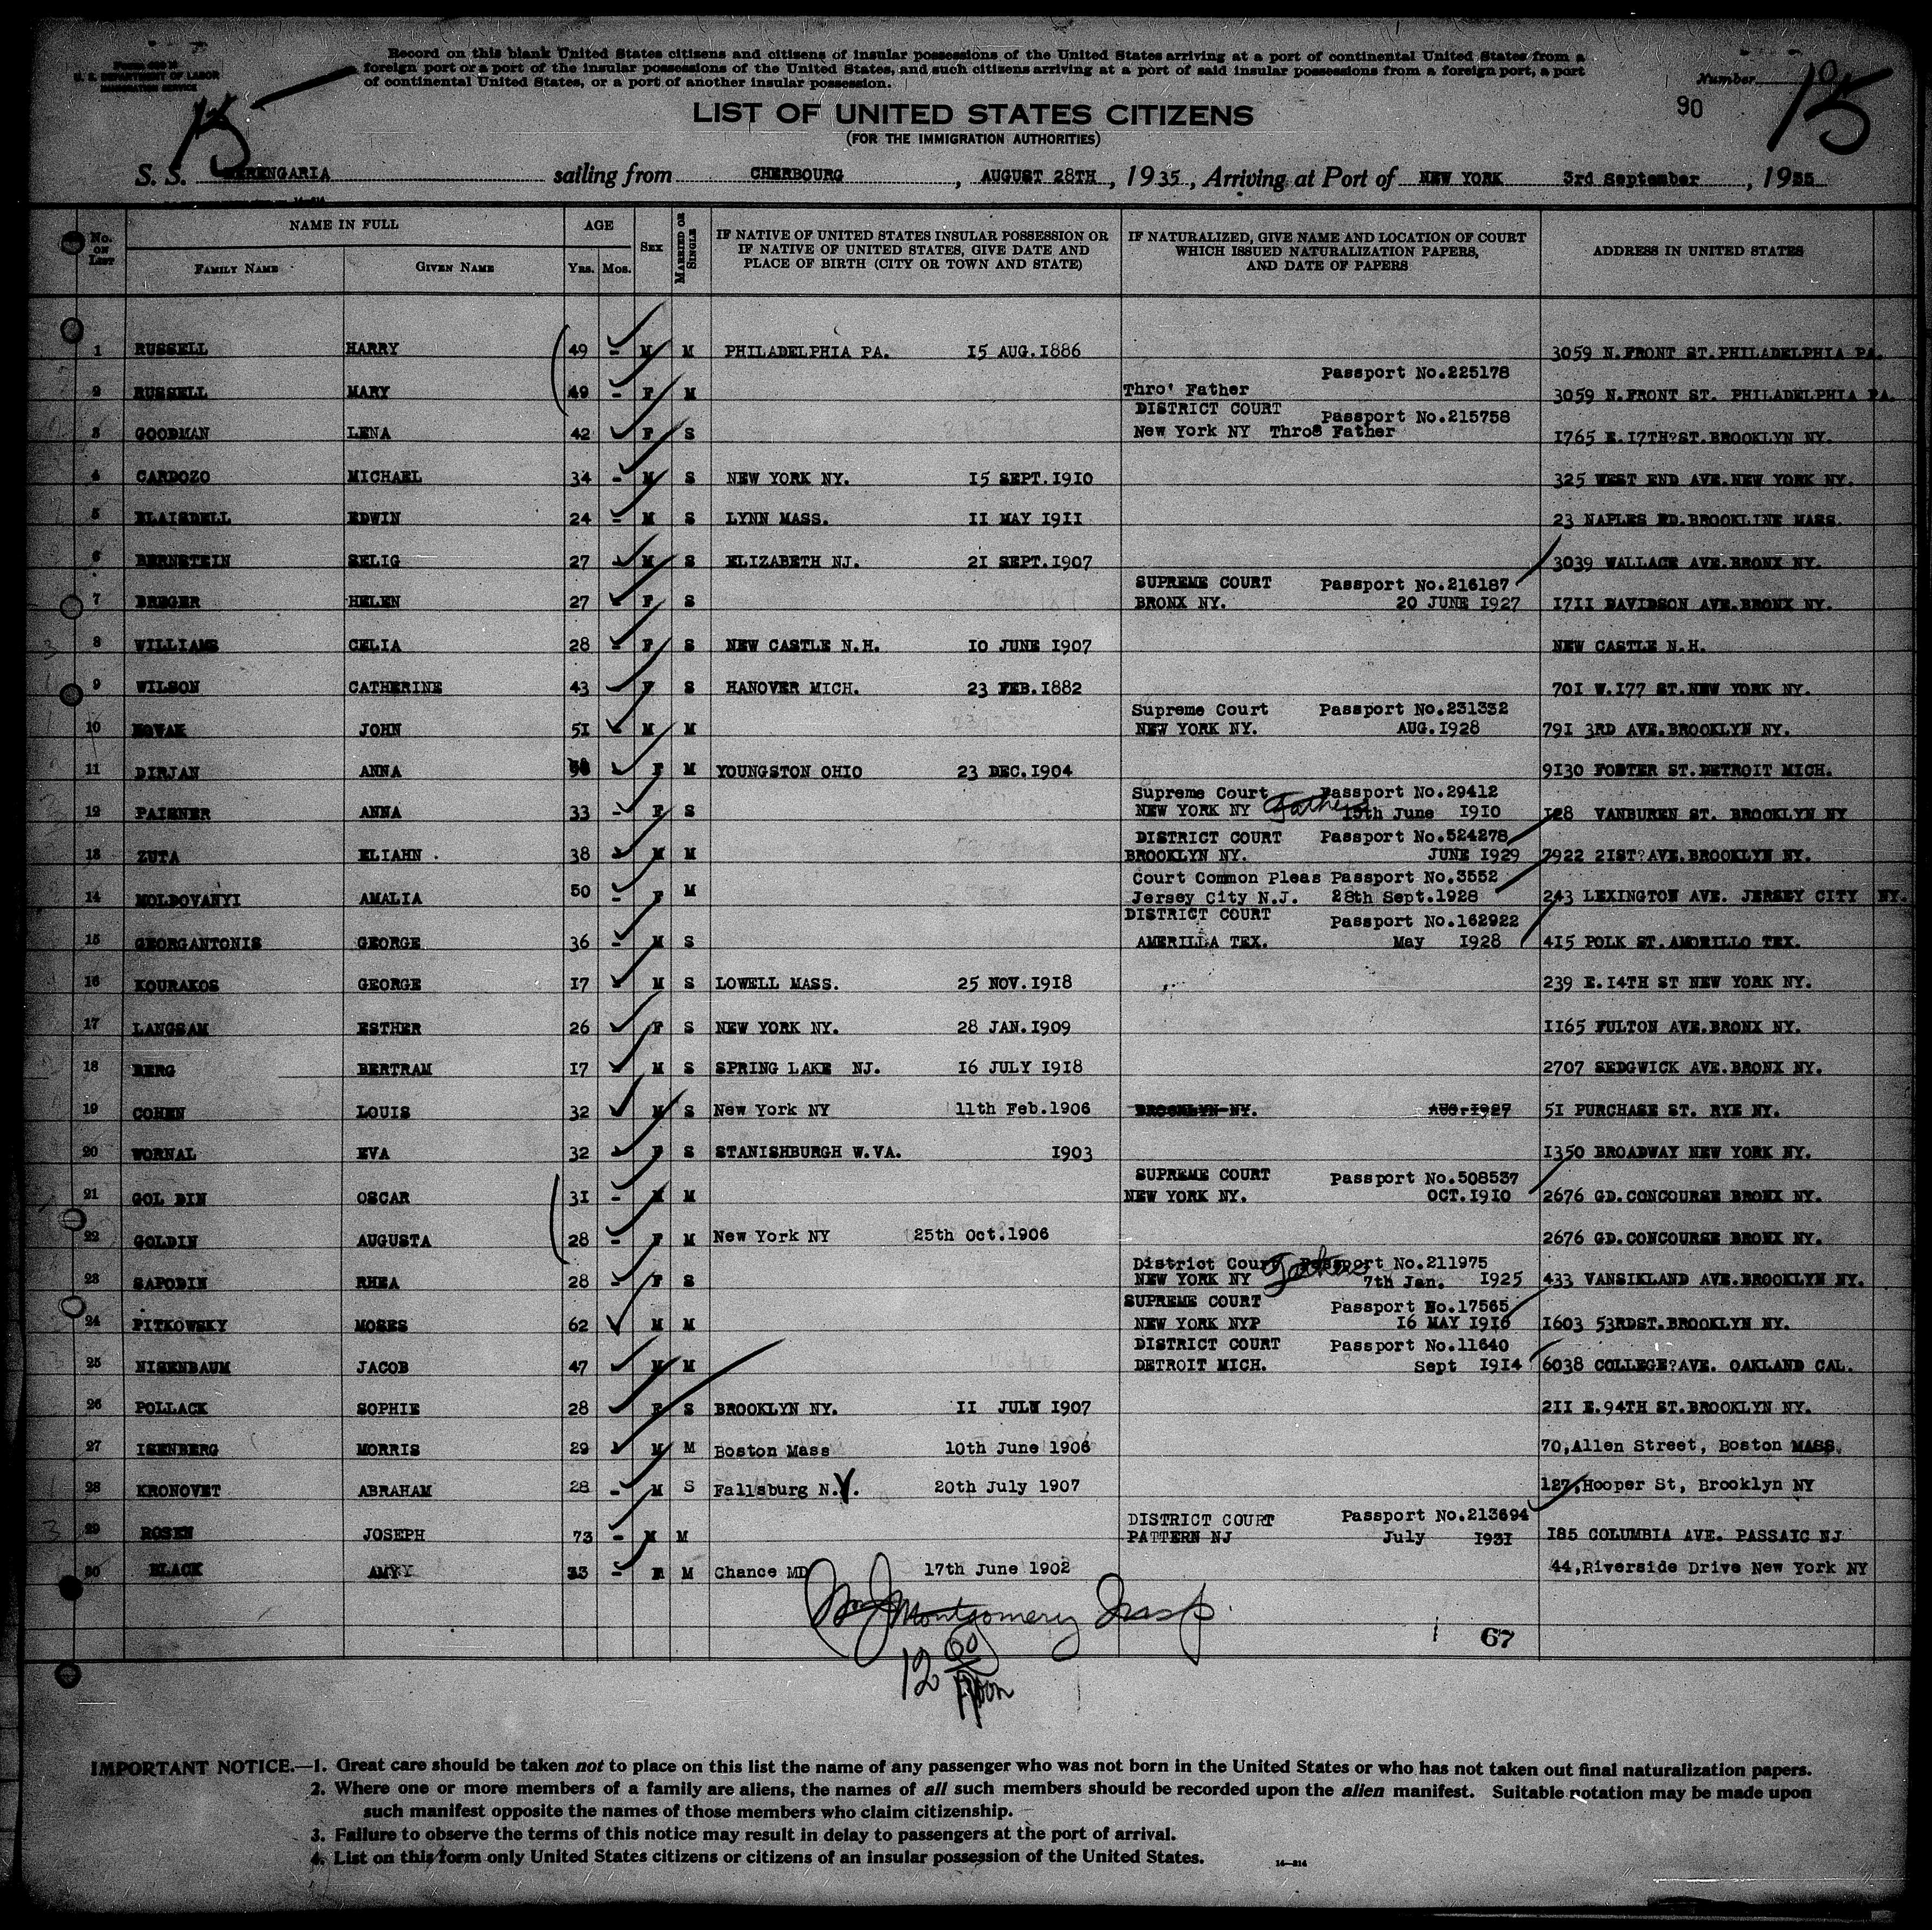 U. S. DEPARTMENT OF LABOR
IMMIGRATION SERVICE
Record on this blank United States citizens and citizens of insular possessions of the United States arriving at a port of continental United States from a
foreign port or a port of the insular possessions of the United States, and such citizens arriving at a port of said insular possessions from a foreign port, a port
of continental United States, or a port of another insular possession.
Number 15
90
LIST OF UNITED STATES CITIZENS
(FOR THE IMMIGRATION AUTHORITIES)
S. S. BERENGARIA sailing from CHERBOURG, AUGUST 28TH, 1935, Arriving at Port of NEW YORK 3rd September, 1935
No. ON LIST NAME IN FULL FAMILY NAME GIVEN NAME AGE YRS. MOS. SEX MARRIED OR SINGLE IF NATIVE OF UNITED STATES INSULAR POSSESSION OR IF NATIVE OF UNITED STATES, GIVE DATE AND PLACE OF BIRTH (CITY OR TOWN AND STATE) IF NATURALIZED, GIVE NAME AND LOCATION OF COURT WHICH ISSUED NATURALIZATION PAPERS, AND DATE OF PAPERS ADDRESS IN UNITED STATES
1 RUSSELL HARRY 49 - M M PHILADELPHIA PA. 15 AUG.1886 3059 N.FRONT ST.PHILADELPHIA PA.
Passport No.225178
2 RUSSELL MARY 49 - F M Thro' Father 3059 N.FRONT ST. PHILADELPHIA PA.
DISTRICT COURT Passport No.215758
3 GOODMAN LENA 42 F S New York NY Thro8 Father 1765 E.17TH?ST.BROOKLYN NY.
4 CARDOZO MICHAEL 34 - M S NEW YORK NY. 15 SEPT.1910 325 WEST END AVE.NEW YORK NY.
5 BLAISDELL EDWIN 24 - M S LYNN MASS. II MAY 1911 23 NAPLES RD.BROOKLINE MASS.
6 BERNSTEIN SELIG 27 M S ELIZABETH NJ. 21 SEPT.1907 3039 WALLACE AVE.BRONX NY.
SUPREME COURT Passport No.216187
7 BREGER HELEN 27 F S BRONX NY. 20 JUNE 1927 1711 DAVIDSON AVE.BRONX NY.
8 WILLIAMS CELIA 28 F S NEW CASTLE N.H. 10 JUNE 1907 NEW CASTLE N.H.
9 WILSON CATHERINE 43 F S HANOVER MICH. 23 FEB.1882 701 W.177 ST.NEW YORK NY.
Supreme Court Passport No.231332
10 NOVAK JOHN 51 M M NEW YORK NY. AUG.1928 791 3RD AVE.BROOKLYN NY.
11 DIRJAN ANNA F M YOUNGSTON OHIO 23 DEC.1904 9130 FOSTER ST.DETROIT MICH.
Supreme Court Passport No.29412
12 PAISNER ANNA 33 - F S NEW YORK NY Fathers 15th June 1910 128 VANBUREN ST. BROOKLYN NY
DISTRICT COURT Passport No.524278
13 ZUTA ELIAHN . 38 M M BROOKLYN NY. JUNE 1929 7922 21ST?AVE.BROOKLYN NY.
Court Common Pleas Passport No.3552
14 MOLDOVANYI AMALIA 50 - F M Jersey City N.J. 28th Sept.1928 243 LEXINGTON AVE. JERSEY CITY NY.
DISTRICT COURT Passport No.162922
15 GEORGANTONIS GEORGE 36 - M S AMERILLA TEX. May 1928 415 POLK ST.AMORILLO TEX.
16 KOURAKOS GEORGE 17 M S LOWELL MASS. 25 NOV.1918 239 E.14TH ST NEW YORK NY.
17 LANGSAM ESTHER 26 F S NEW YORK NY. 28 JAN.1909 1165 FULTON AVE.BRONX NY.
18 BERG BERTRAM 17 M S SPRING LAKE NJ. 16 JULY 1918 2707 SEDGWICK AVE.BRONX NY.
19 COHEN LOUIS 32 M S New York NY 11th Feb.1906 BROOKLYN NY. AUG.1927 51 PURCHASE ST. RYE NY.
20 WORNAL EVA 32 F S STANISHBURGH W.VA. 1903 1350 BROADWAY NEW YORK NY.
SUPREME COURT Passport No.508537
21 GOL DIN OSCAR 31 - M M NEW YORK NY. OCT.1910 2676 GD.CONCOURSE BRONX NY.
22 GOLDIN AUGUSTA 28 - F M New York NY 25th Oct.1906 2676 GD.CONCOURSE BRONX NY.
District Court Passport No.211975
23 SAPODIN RHEA 28 - F S NEW YORK NY Father 7th Jan. 1925 433 VANSIKLAND AVE.BROOKLYN NY.
SUPREME COURT Passport No.17565
24 PITKOWSKY MOSES 62 M M NEW YORK NYP 16 MAY 1916 1603 53RDST.BROOKLYN NY.
DISTRICT COURT Passport No.11640
25 NISENBAUM JACOB 47 M M DETROIT MICH. Sept 1914 6038 COLLEGE?AVE. OAKLAND CAL.
26 POLLACK SOPHIE 28 F S BROOKLYN NY. II JULY 1907 211 E.94TH ST.BROOKLYN NY.
27 ISENBERG MORRIS 29 M M Boston Mass 10th June 1906 70,Allen Street, Boston MASS.
28 KRONOVET ABRAHAM 28 - M S Fallsburg N.Y. 20th July 1907 127,Hooper St, Brooklyn NY
DISTRICT COURT Passport No.213694
29 ROSEN JOSEPH 73 - M M PATTERN NJ July 1931 185 COLUMBIA AVE. PASSAIC NJ
30 BLACK AMY 33 - F M Chance MD 17th June 1902 44,Riverside Drive New York NY
Wm J Montgomery Insp.
67
12 00 Noon
IMPORTANT NOTICE.—1. Great care should be taken not to place on this list the name of any passenger who was not born in the United States or who has not taken out final naturalization papers.
2. Where one or more members of a family are aliens, the names of all such members should be recorded upon the alien manifest. Suitable notation may be made upon
such manifest opposite the names of those members who claim citizenship.
3. Failure to observe the terms of this notice may result in delay to passengers at the port of arrival.
4. List on this form only United States citizens or citizens of an insular possession of the United States.
14—214